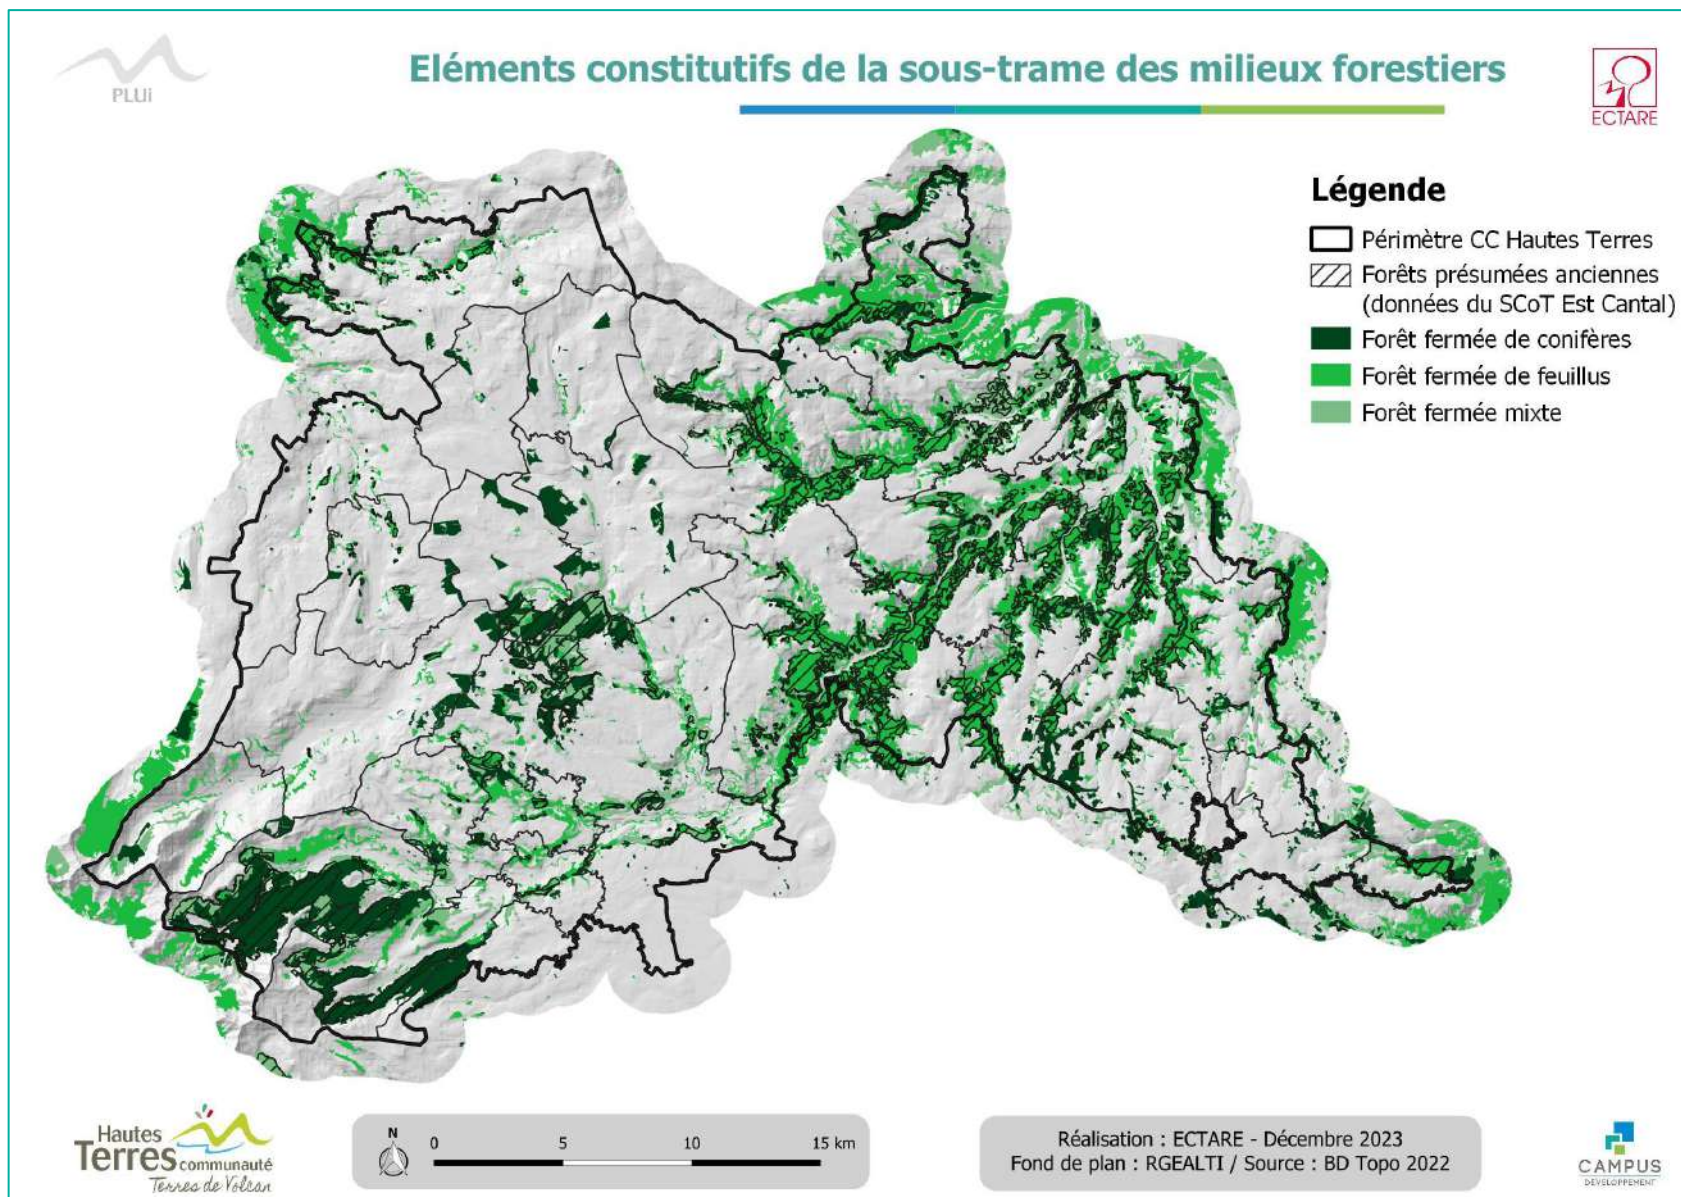 PLUi
Eléments constitutifs de la sous-trame des milieux forestiers
ECTARE
Légende
Périmètre CC Hautes Terres
Forêts présumées anciennes
(données du SCoT Est Cantal)
Forêt fermée de conifères
Forêt fermée de feuillus
Forêt fermée mixte
Hautes
Terres communauté
Terres de Volcan
N
0 5 10 15 km
Réalisation : ECTARE - Décembre 2023
Fond de plan : RGEALTI / Source : BD Topo 2022
CAMPUS
DÉVELOPPEMENT